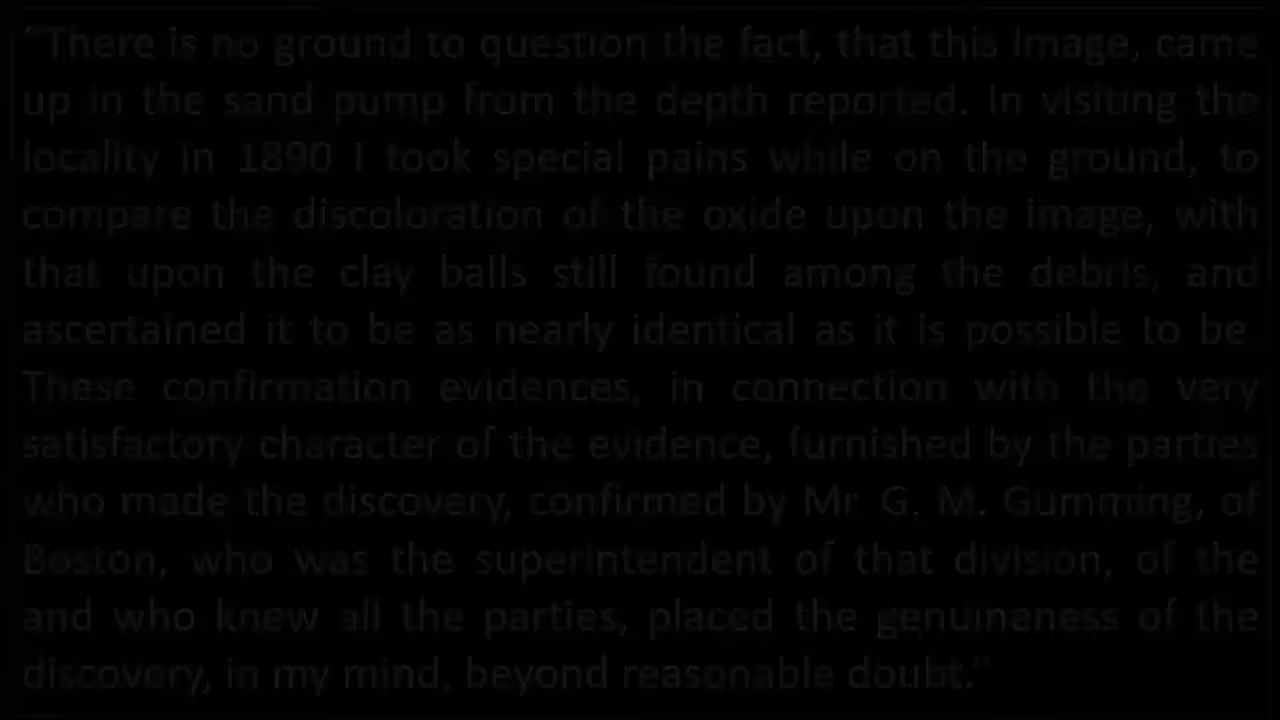 “There is no ground to question the fact, that this image, came
up in the sand pump from the depth reported. In visiting the
locality in 1890 I took special pains while on the ground, to
compare the discoloration of the oxide upon the image, with
that upon the clay balls still found among the debris, and
ascertained it to be as nearly identical as it is possible to be.
These confirmation evidences, in connection with the very
satisfactory character of the evidence, furnished by the parties
who made the discovery, confirmed by Mr. G. M. Gumming, of
Boston, who was the superintendent of that division, of the
and who knew all the parties, placed the genuineness of the
discovery, in my mind, beyond reasonable doubt.”